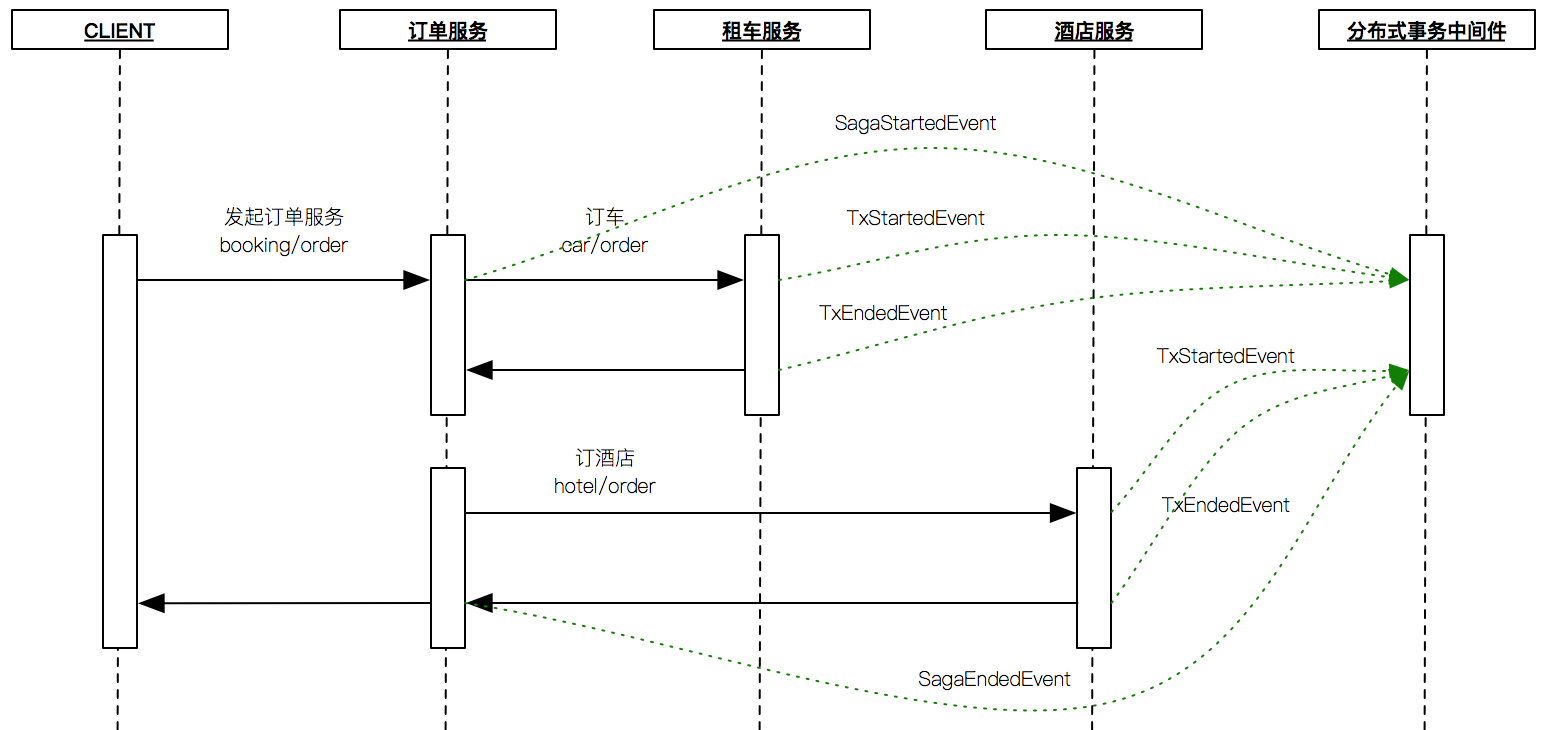 CLIENT
订单服务
租车服务
酒店服务
分布式事务中间件
SagaStartedEvent
发起订单服务
booking/order
订车
car/order
TxStartedEvent
TxEndedEvent
TxStartedEvent
订酒店
hotel/order
TxEndedEvent
SagaEndedEvent